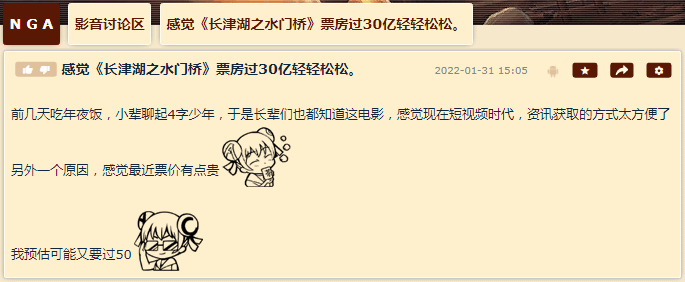 NGA
影音讨论区
感觉《长津湖之水门桥》票房过30亿轻轻松松。
感觉《长津湖之水门桥》票房过30亿轻轻松松。
2022-01-31 15:05
前几天吃年夜饭，小辈聊起4字少年，于是长辈们也都知道这电影，感觉现在短视频时代，资讯获取的方式太方便了
另外一个原因，感觉最近票价有点贵
我预估可能又要过50